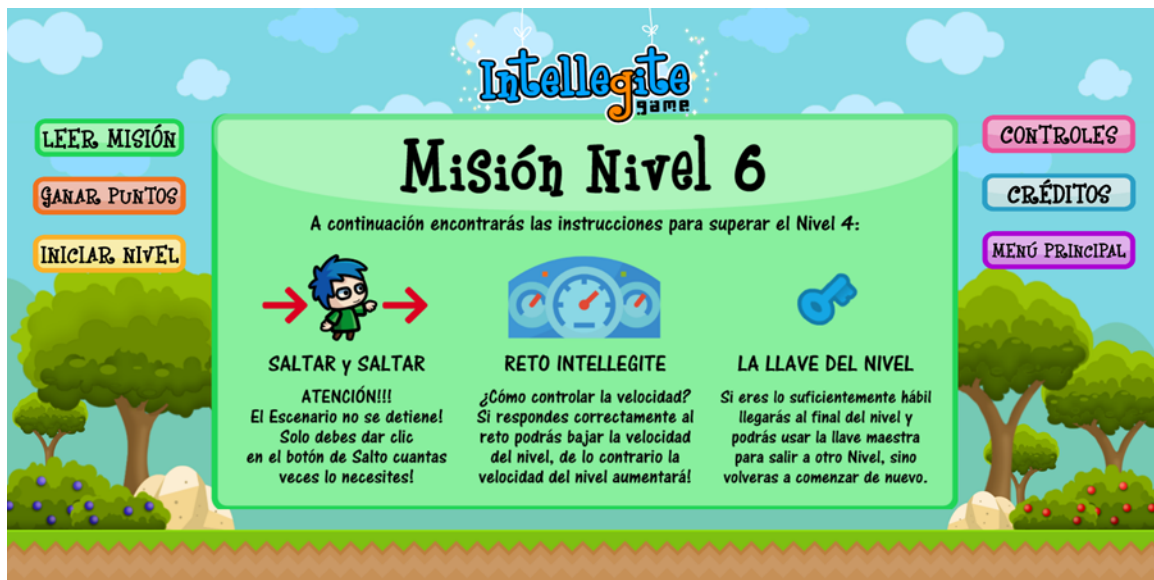 Intellegite
game
LEER MISIÓN
GANAR PUNTOS
INICIAR NIVEL
Misión Nivel 6
A continuación encontrarás las instrucciones para superar el Nivel 4:
SALTAR y SALTAR
ATENCIÓN!!!
El Escenario no se detiene!
Solo debes dar clic
en el botón de Salto cuantas
veces lo necesites!
RETO INTELLEGITE
¿Cómo controlar la velocidad?
Si respondes correctamente al
reto podrás bajar la velocidad
del nivel, de lo contrario la
velocidad del nivel aumentará!
LA LLAVE DEL NIVEL
Si eres lo suficientemente hábil
llegarás al final del nivel y
podrás usar la llave maestra
para salir a otro Nivel, sino
volveras a comenzar de nuevo.
CONTROLES
CRÉDITOS
MENÚ PRINCIPAL